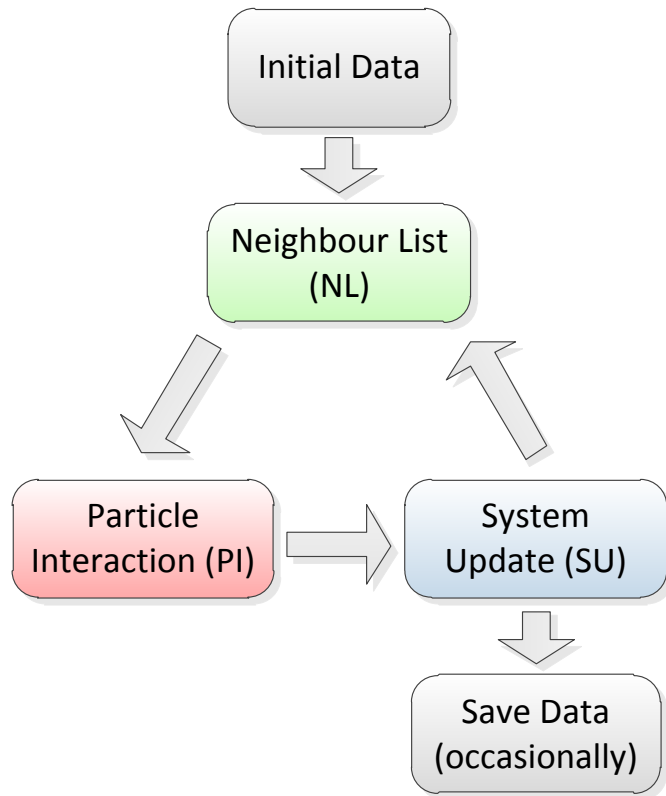 Initial Data
Neighbour List
(NL)
Particle
Interaction (PI)
System
Update (SU)
Save Data
(occasionally)